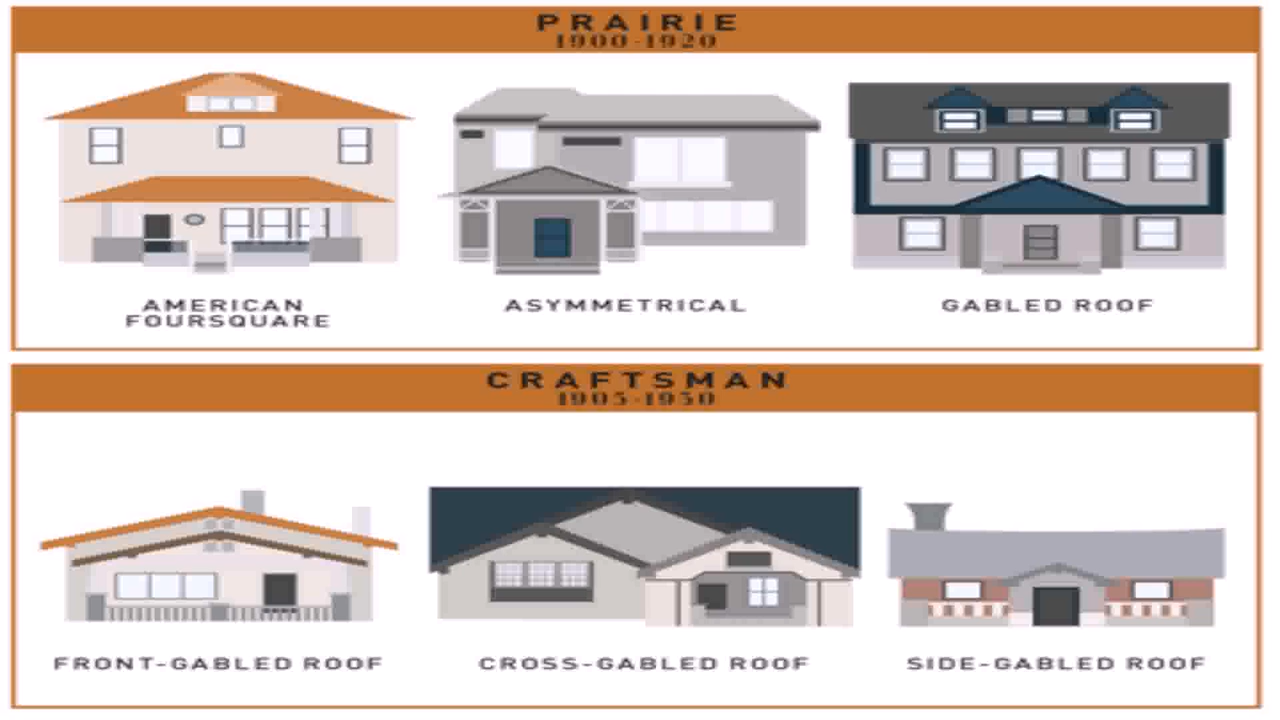 PRAIRIE
1900-1920
AMERICAN
FOURSQUARE
ASYMMETRICAL
GABLED ROOF
CRAFTSMAN
1905-1930
FRONT-GABLED ROOF
CROSS-GABLED ROOF
SIDE-GABLED ROOF